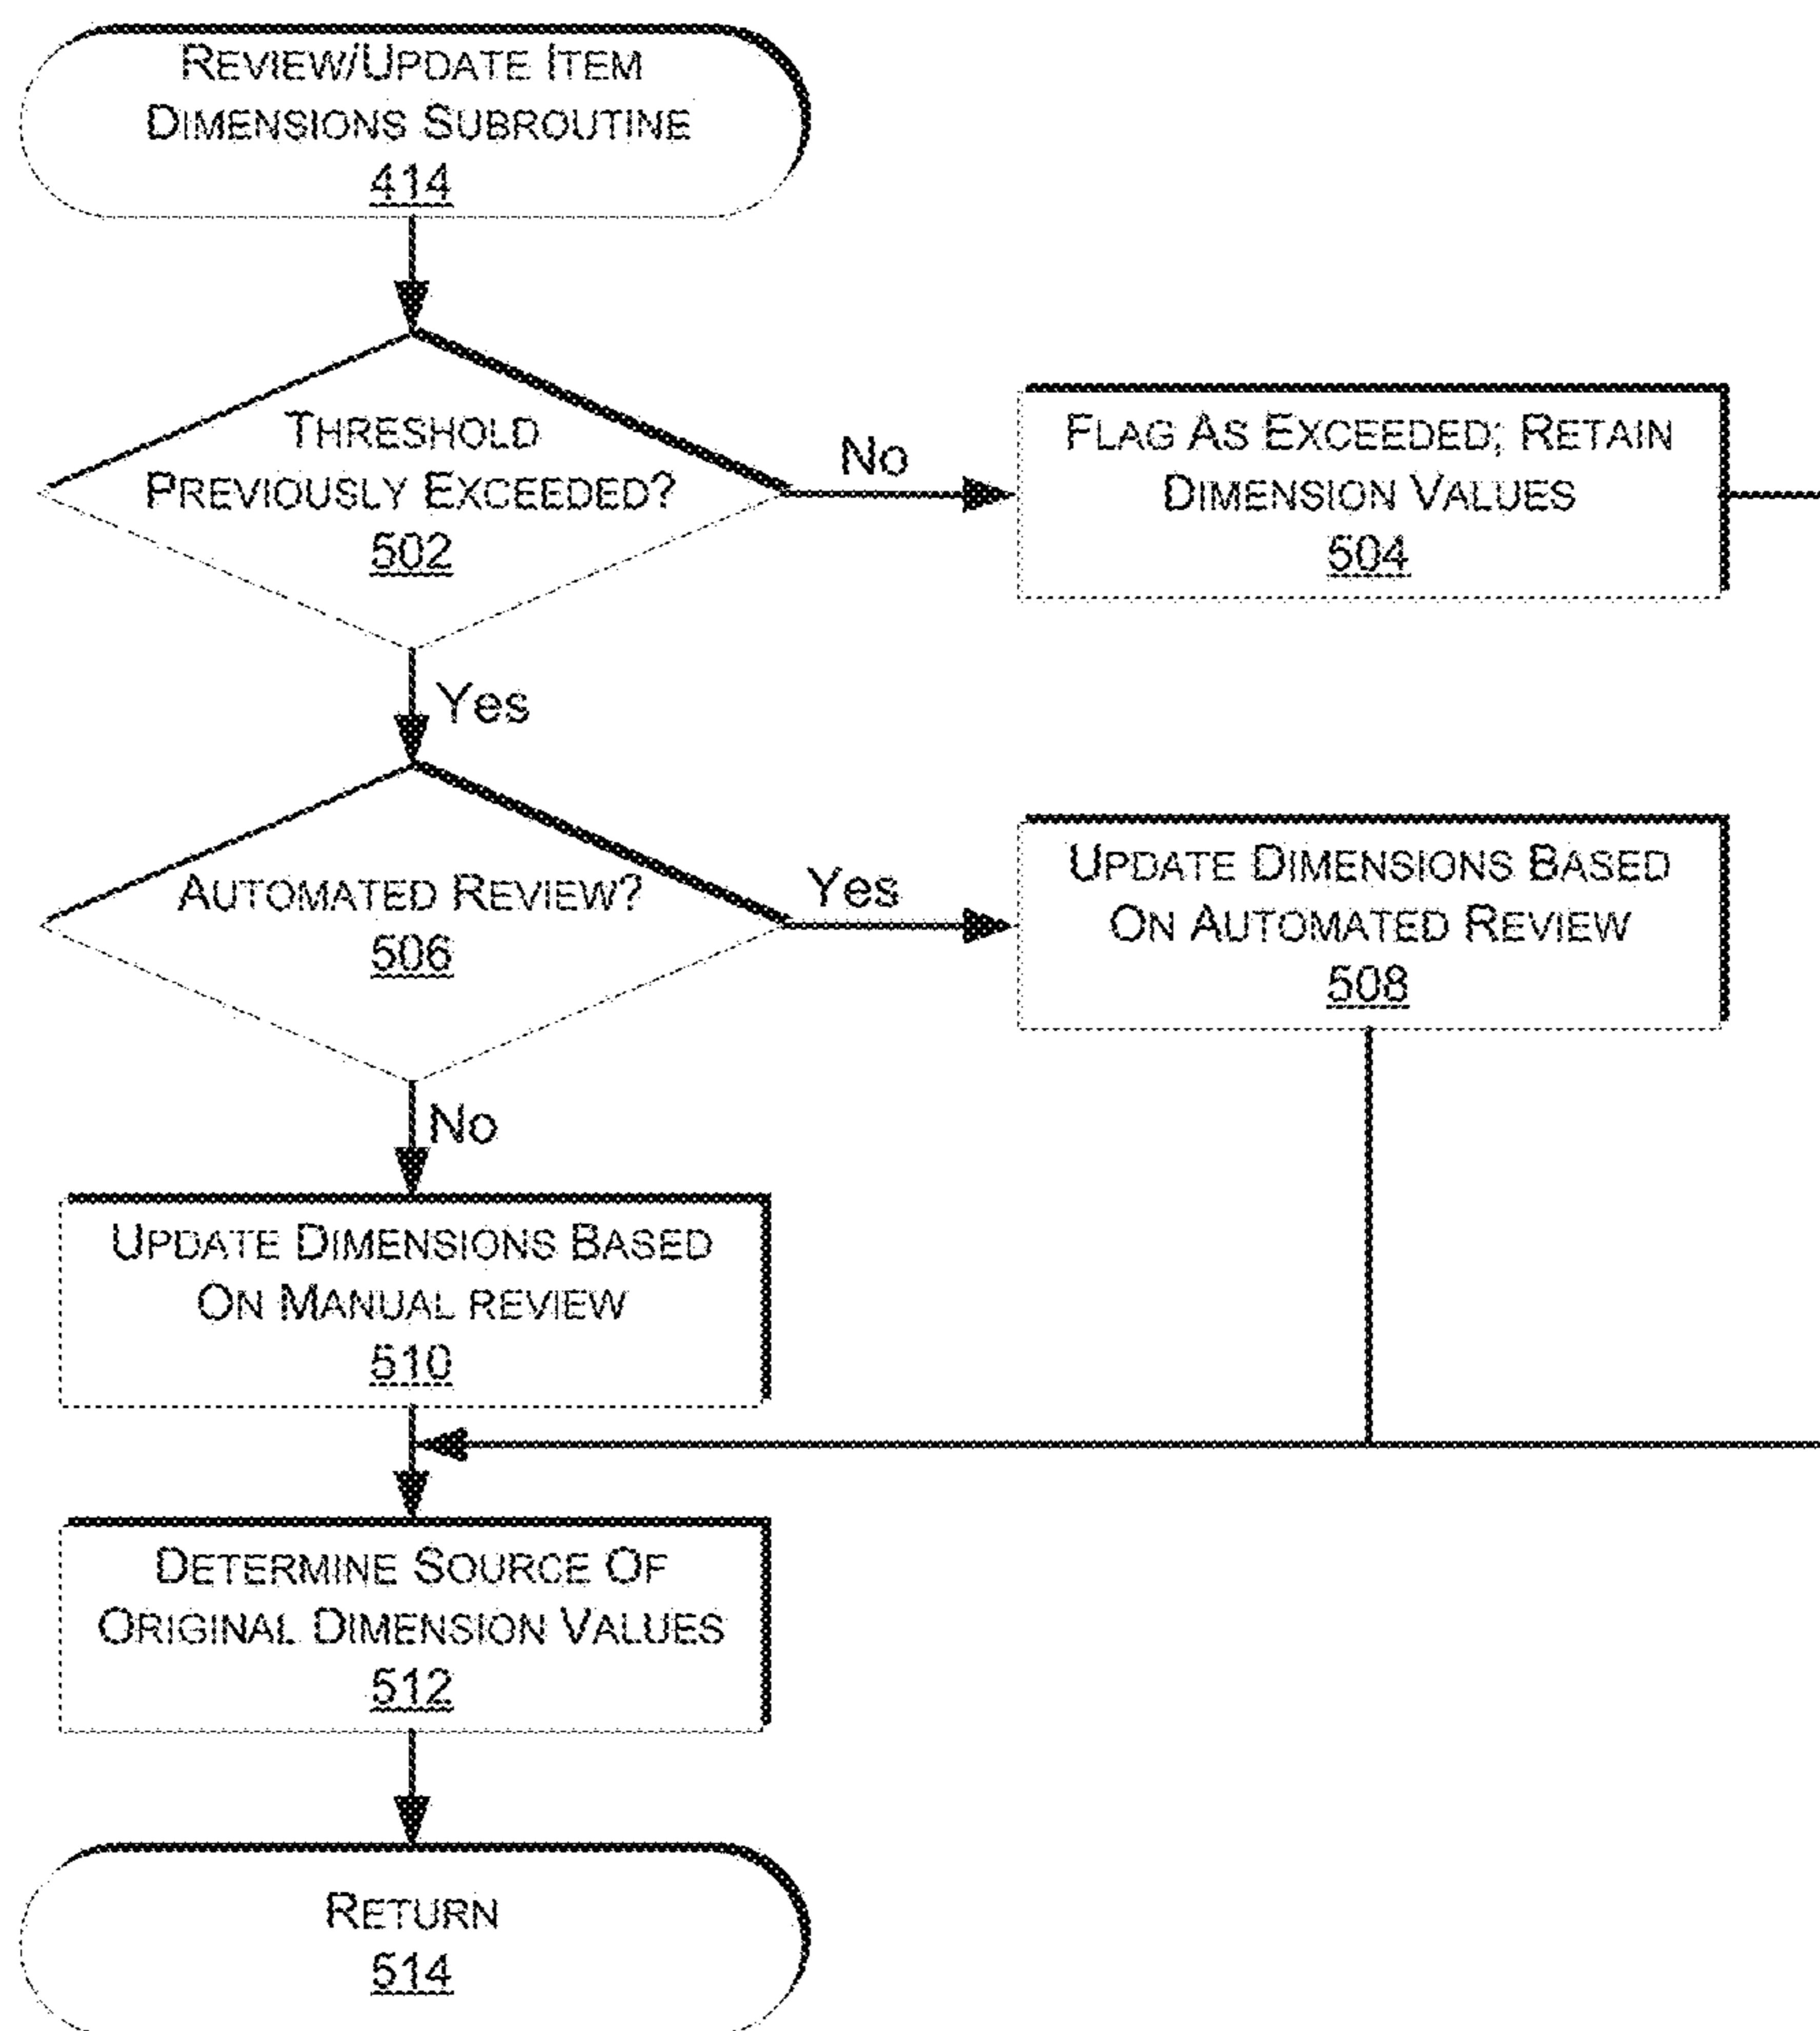 REVIEW/UPDATE ITEM
DIMENSIONS SUBROUTINE
414
THRESHOLD
PREVIOUSLY EXCEEDED?
502
No
FLAG AS EXCEEDED; RETAIN
DIMENSION VALUES
504
Yes
AUTOMATED REVIEW?
506
Yes
UPDATE DIMENSIONS BASED
ON AUTOMATED REVIEW
508
No
UPDATE DIMENSIONS BASED
ON MANUAL REVIEW
510
DETERMINE SOURCE OF
ORIGINAL DIMENSION VALUES
512
RETURN
514